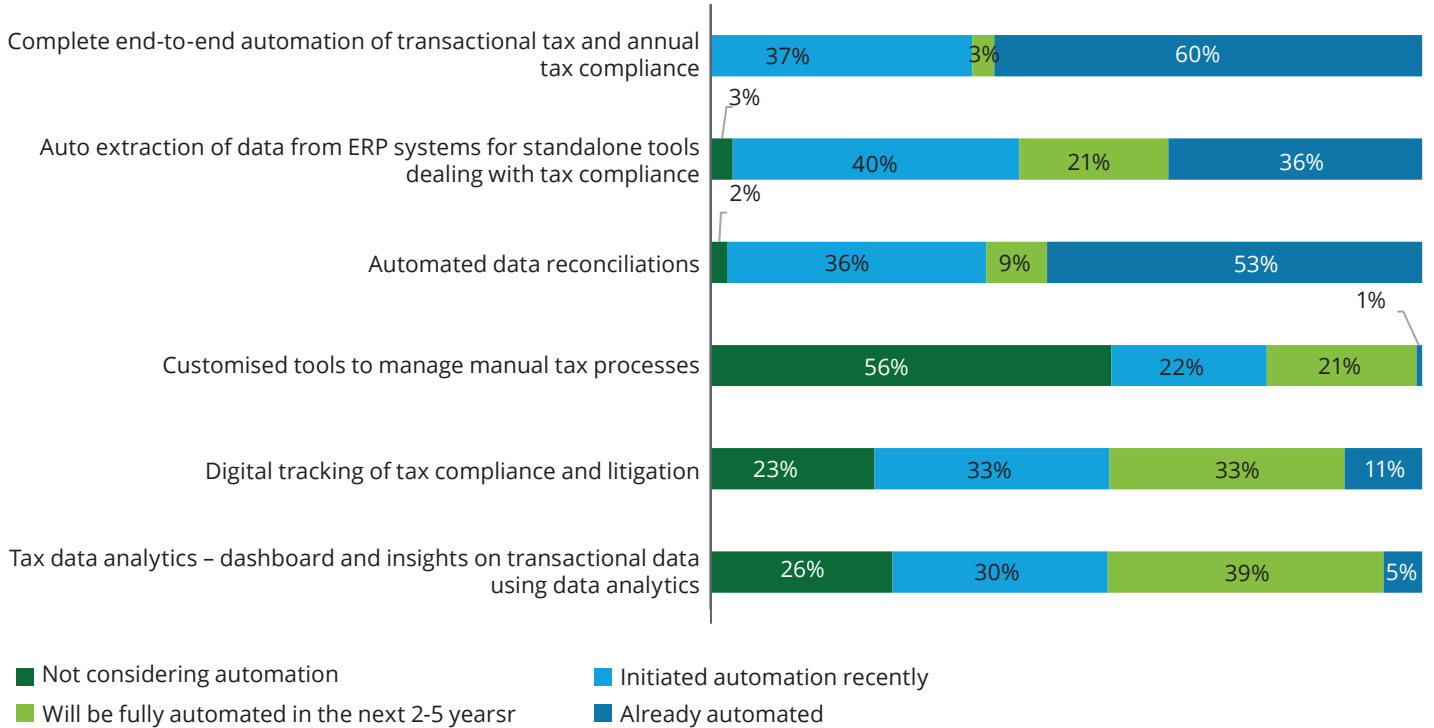 Complete end-to-end automation of transactional tax and annual
tax compliance
37%
3%
60%
3%
Auto extraction of data from ERP systems for standalone tools
dealing with tax compliance
40%
21%
36%
2%
Automated data reconciliations
36%
9%
53%
1%
Customised tools to manage manual tax processes
56%
22%
21%
Digital tracking of tax compliance and litigation
23%
33%
33%
11%
Tax data analytics – dashboard and insights on transactional data
using data analytics
26%
30%
39%
5%
Not considering automation
Initiated automation recently
Will be fully automated in the next 2-5 yearsr
Already automated